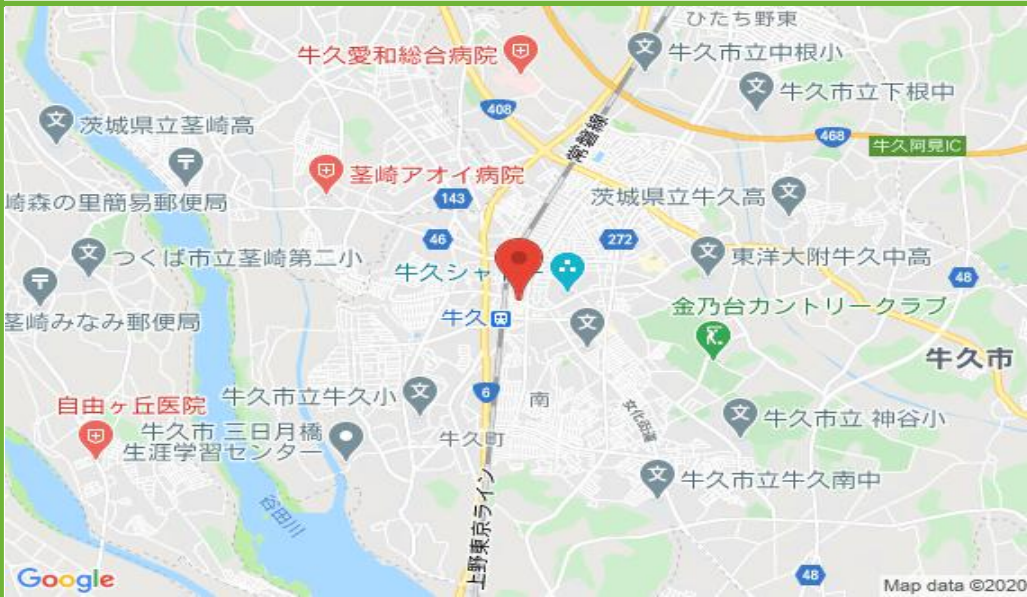 ひたち野東
牛久愛和総合病院
牛久市立中根小
牛久市立下根中
408
茨城県立茎崎高
常磐線
468
牛久阿見IC
茎崎アオイ病院
143
茨城県立牛久高
崎森の里簡易郵便局
46
272
つくば市立茎崎第二小
東洋大附牛久中高
牛久シャ
48
茎崎みなみ郵便局
牛久
金乃台カントリークラブ
牛久市
6
牛久市立牛久小
自由ヶ丘医院
南
女化街道
牛久市立 神谷小
牛久市 三日月橋
生涯学習センター
牛久町
牛久市立牛久南中
谷田川
上野東京ライン
48
Google
Map data ©2020